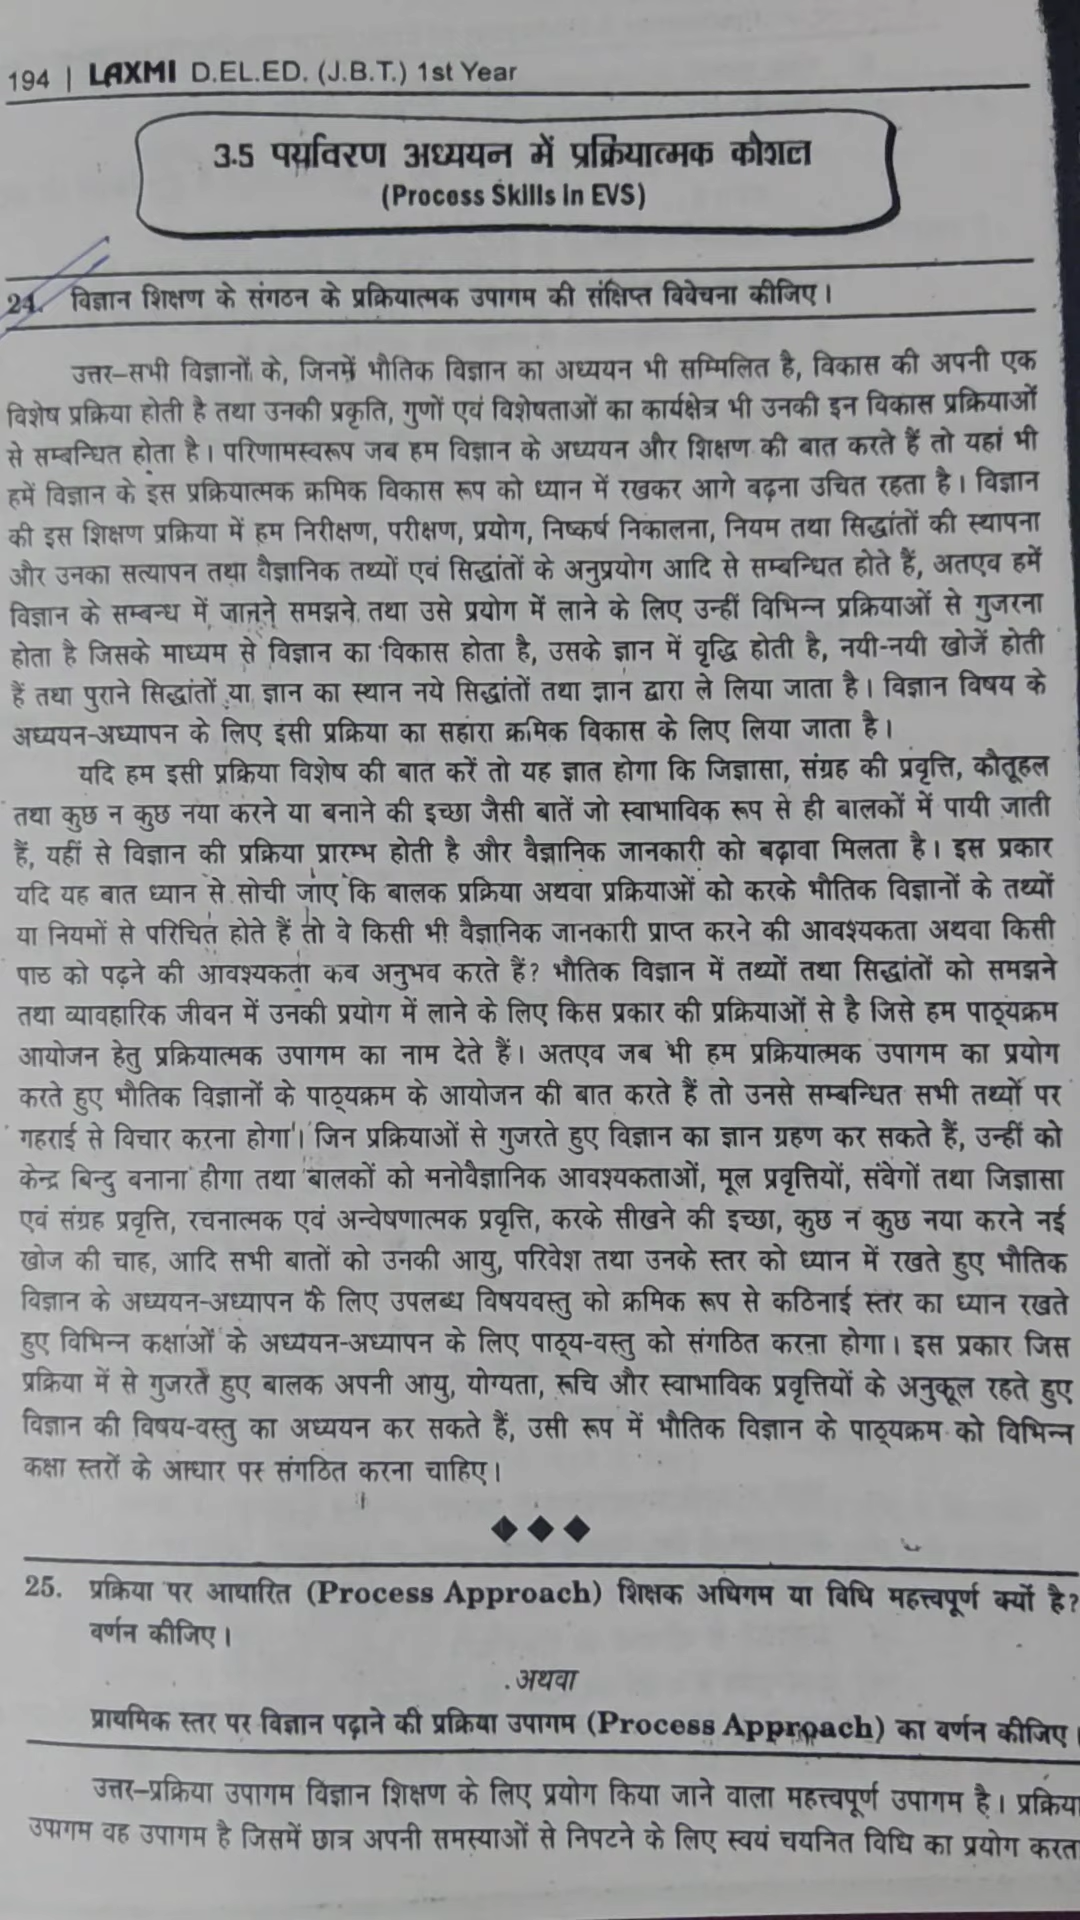 194 | LAXMI D.EL.ED. (J.B.T.) 1st Year
3.5 पर्यावरण अध्ययन में प्रक्रियात्मक कौशल
(Process Skills in EVS)
24. विज्ञान शिक्षण के संगठन के प्रक्रियात्मक उपागम की संक्षिप्त विवेचना कीजिए।
उत्तर–सभी विज्ञानों के, जिनमें भौतिक विज्ञान का अध्ययन भी सम्मिलित है, विकास की अपनी एक
विशेष प्रक्रिया होती है तथा उनकी प्रकृति, गुणों एवं विशेषताओं का कार्यक्षेत्र भी उनकी इन विकास प्रक्रियाओं
से सम्बन्धित होता है। परिणामस्वरूप जब हम विज्ञान के अध्ययन और शिक्षण की बात करते हैं तो यहां भी
हमें विज्ञान के इस प्रक्रियात्मक क्रमिक विकास रूप को ध्यान में रखकर आगे बढ़ना उचित रहता है। विज्ञान
की इस शिक्षण प्रक्रिया में हम निरीक्षण, परीक्षण, प्रयोग, निष्कर्ष निकालना, नियम तथा सिद्धांतों की स्थापना
और उनका सत्यापन तथा वैज्ञानिक तथ्यों एवं सिद्धांतों के अनुप्रयोग आदि से सम्बन्धित होते हैं, अतएव हमें
विज्ञान के सम्बन्ध में जानने समझने तथा उसे प्रयोग में लाने के लिए उन्हीं विभिन्न प्रक्रियाओं से गुजरना
होता है जिसके माध्यम से विज्ञान का विकास होता है, उसके ज्ञान में वृद्धि होती है, नयी-नयी खोजें होती
हैं तथा पुराने सिद्धांतों या ज्ञान का स्थान नये सिद्धांतों तथा ज्ञान द्वारा ले लिया जाता है। विज्ञान विषय के
अध्ययन-अध्यापन के लिए इसी प्रक्रिया का सहारा क्रमिक विकास के लिए लिया जाता है।
यदि हम इसी प्रक्रिया विशेष की बात करें तो यह ज्ञात होगा कि जिज्ञासा, संग्रह की प्रवृत्ति, कौतूहल
तथा कुछ न कुछ नया करने या बनाने की इच्छा जैसी बातें जो स्वाभाविक रूप से ही बालकों में पायी जाती
हैं, यहीं से विज्ञान की प्रक्रिया प्रारम्भ होती है और वैज्ञानिक जानकारी को बढ़ावा मिलता है। इस प्रकार
यदि यह बात ध्यान से सोची जाए कि बालक प्रक्रिया अथवा प्रक्रियाओं को करके भौतिक विज्ञानों के तथ्यों
या नियमों से परिचित होते हैं तो वे किसी भी वैज्ञानिक जानकारी प्राप्त करने की आवश्यकता अथवा किसी
पाठ को पढ़ने की आवश्यकता कब अनुभव करते हैं? भौतिक विज्ञान में तथ्यों तथा सिद्धांतों को समझने
तथा व्यावहारिक जीवन में उनकी प्रयोग में लाने के लिए किस प्रकार की प्रक्रियाओं से है जिसे हम पाठ्यक्रम
आयोजन हेतु प्रक्रियात्मक उपागम का नाम देते हैं। अतएव जब भी हम प्रक्रियात्मक उपागम का प्रयोग
करते हुए भौतिक विज्ञानों के पाठ्यक्रम के आयोजन की बात करते हैं तो उनसे सम्बन्धित सभी तथ्यों पर
गहराई से विचार करना होगा। जिन प्रक्रियाओं से गुजरते हुए विज्ञान का ज्ञान ग्रहण कर सकते हैं, उन्हीं को
केन्द्र बिन्दु बनाना हीगा तथा बालकों को मनोवैज्ञानिक आवश्यकताओं, मूल प्रवृत्तियों, संवेगों तथा जिज्ञासा
एवं संग्रह प्रवृत्ति, रचनात्मक एवं अन्वेषणात्मक प्रवृत्ति, करके सीखने की इच्छा, कुछ न कुछ नया करने नई
खोज की चाह, आदि सभी बातों को उनकी आयु, परिवेश तथा उनके स्तर को ध्यान में रखते हुए भौतिक
विज्ञान के अध्ययन-अध्यापन के लिए उपलब्ध विषयवस्तु को क्रमिक रूप से कठिनाई स्तर का ध्यान रखते
हुए विभिन्न कक्षाओं के अध्ययन-अध्यापन के लिए पाठ्य-वस्तु को संगठित करना होगा। इस प्रकार जिस
प्रक्रिया में से गुजरते हुए बालक अपनी आयु, योग्यता, रूचि और स्वाभाविक प्रवृत्तियों के अनुकूल रहते हुए
विज्ञान की विषय-वस्तु का अध्ययन कर सकते हैं, उसी रूप में भौतिक विज्ञान के पाठ्यक्रम को विभिन्न
कक्षा स्तरों के आधार पर संगठित करना चाहिए।
25. प्रक्रिया पर आधारित (Process Approach) शिक्षक अधिगम या विधि महत्त्वपूर्ण क्यों है?
वर्णन कीजिए।
अथवा
प्राथमिक स्तर पर विज्ञान पढ़ाने की प्रक्रिया उपागम (Process Approach) का वर्णन कीजिए।
उत्तर–प्रक्रिया उपागम विज्ञान शिक्षण के लिए प्रयोग किया जाने वाला महत्त्वपूर्ण उपागम है। प्रक्रिया
उपागम वह उपागम है जिसमें छात्र अपनी समस्याओं से निपटने के लिए स्वयं चयनित विधि का प्रयोग करता